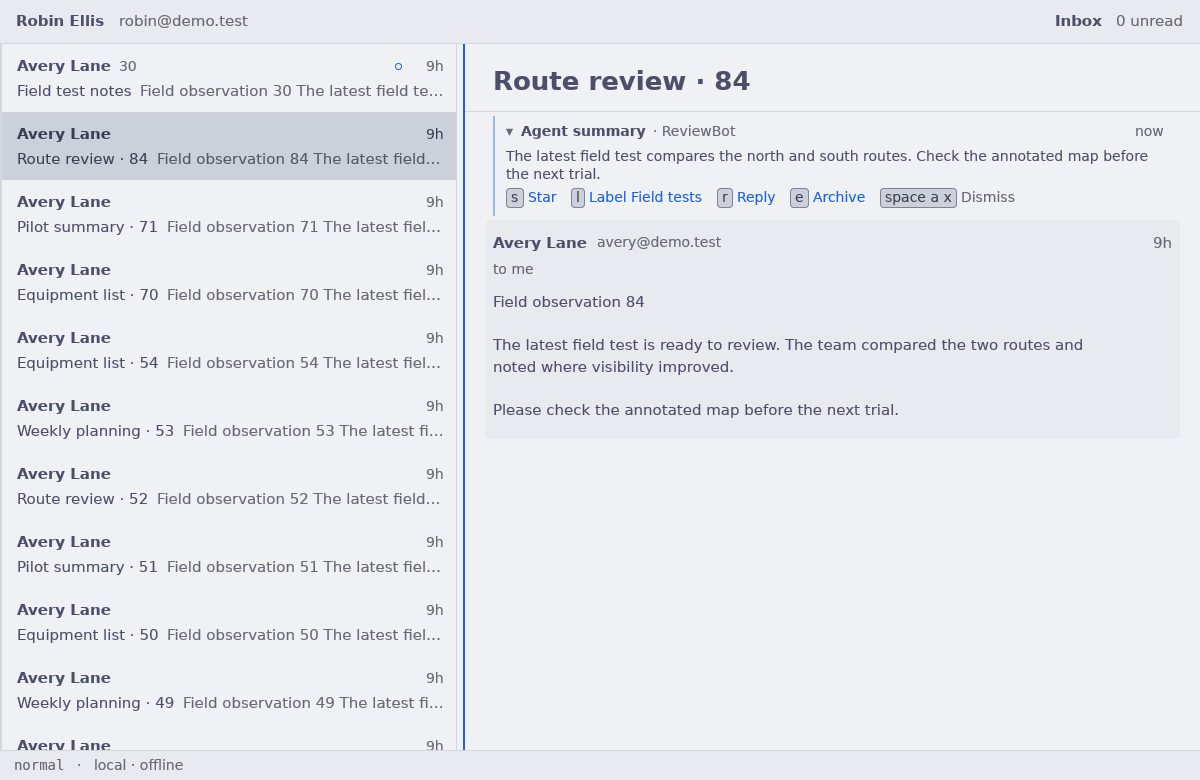 Robin Ellis robin@demo.test Inbox 0 unread
Avery Lane 30 9h
Field test notes Field observation 30 The latest field te…
Avery Lane 9h
Route review · 84 Field observation 84 The latest field…
Avery Lane 9h
Pilot summary · 71 Field observation 71 The latest fiel…
Avery Lane 9h
Equipment list · 70 Field observation 70 The latest fiel…
Avery Lane 9h
Equipment list · 54 Field observation 54 The latest fiel…
Avery Lane 9h
Weekly planning · 53 Field observation 53 The latest fi…
Avery Lane 9h
Route review · 52 Field observation 52 The latest field…
Avery Lane 9h
Pilot summary · 51 Field observation 51 The latest fiel…
Avery Lane 9h
Equipment list · 50 Field observation 50 The latest fiel…
Avery Lane 9h
Weekly planning · 49 Field observation 49 The latest fi…
Avery Lane 9h
Route review · 84
▾ Agent summary · ReviewBot now
The latest field test compares the north and south routes. Check the annotated map before
the next trial.
s Star l Label Field tests r Reply e Archive space a x Dismiss
Avery Lane avery@demo.test 9h
to me
Field observation 84
The latest field test is ready to review. The team compared the two routes and
noted where visibility improved.
Please check the annotated map before the next trial.
normal · local · offline